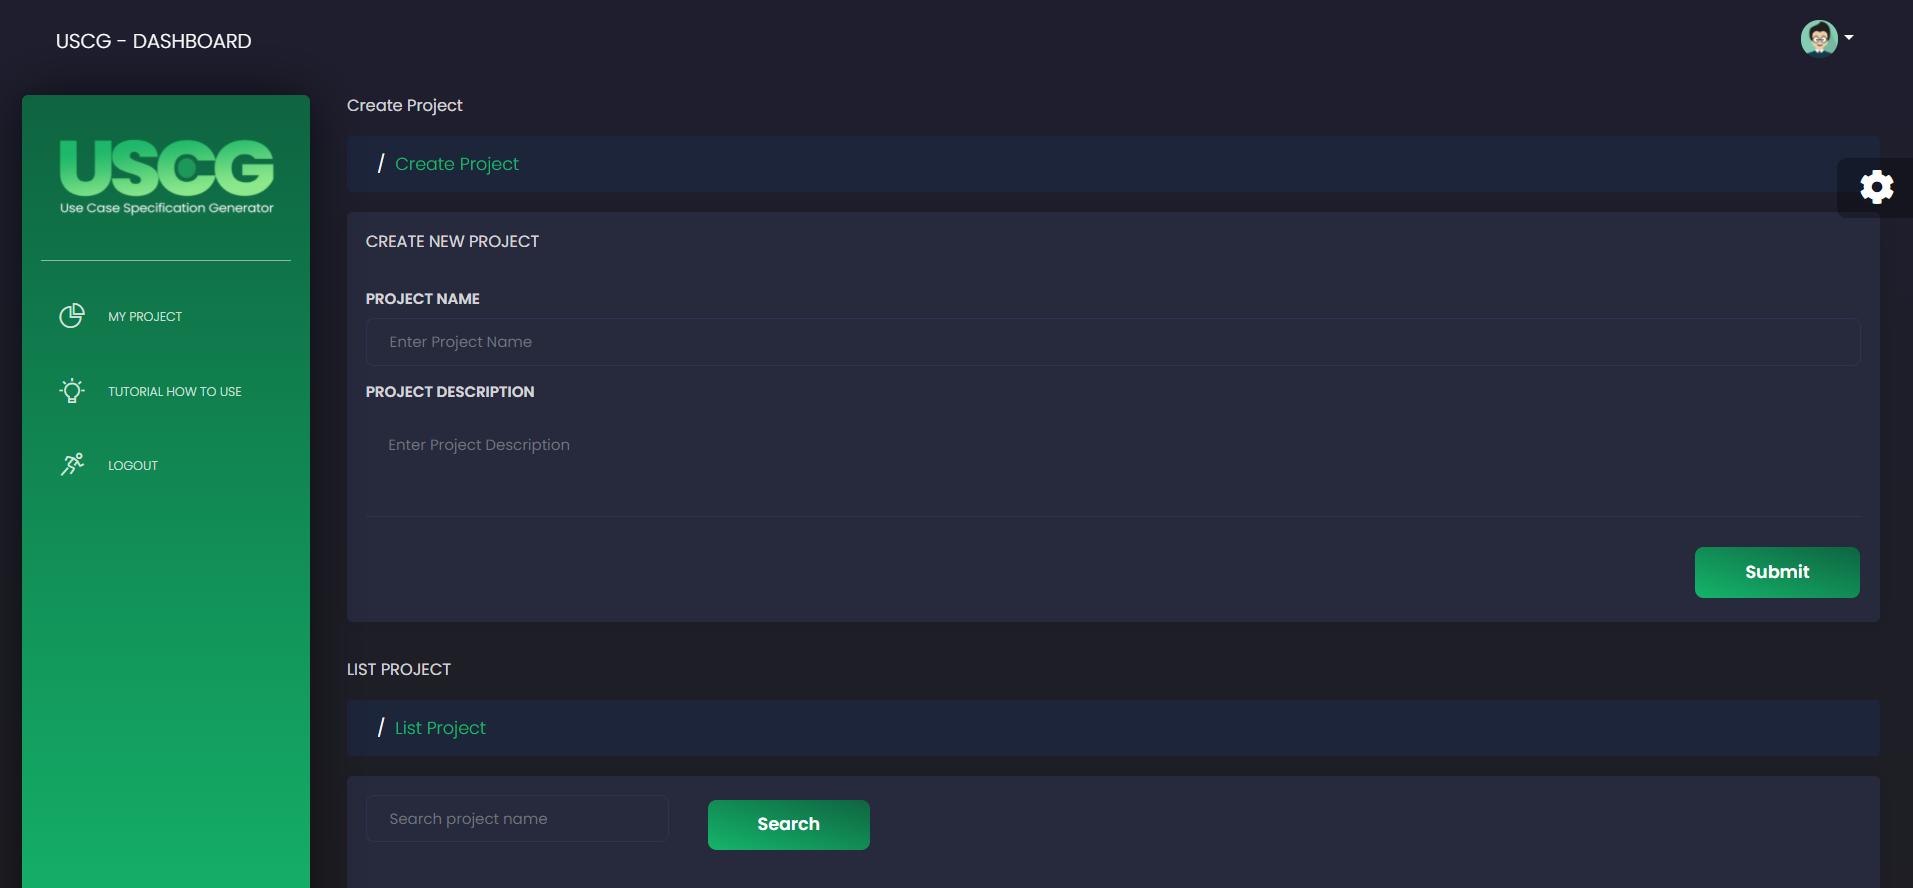 USCG - DASHBOARD
USCG
Use Case Specification Generator
MY PROJECT
TUTORIAL HOW TO USE
LOGOUT
Create Project
/ Create Project
CREATE NEW PROJECT
PROJECT NAME
Enter Project Name
PROJECT DESCRIPTION
Enter Project Description
Submit
LIST PROJECT
/ List Project
Search project name
Search